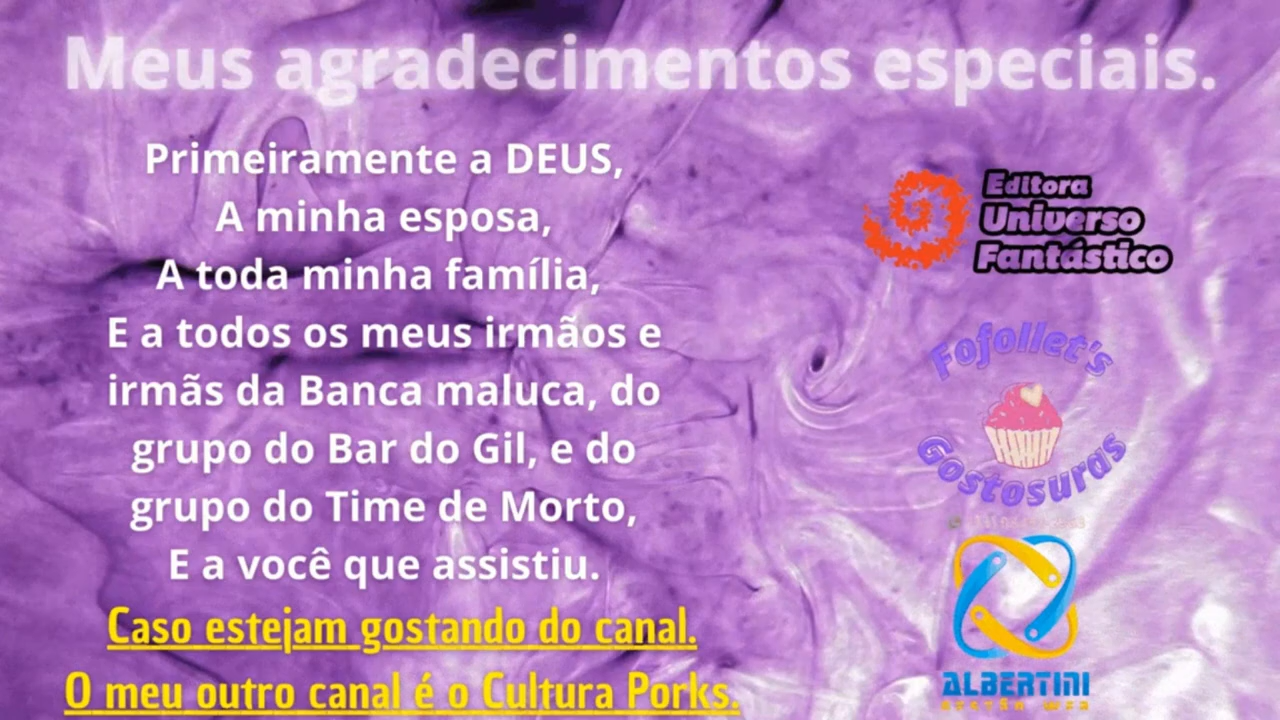 Meus agradecimentos especiais.
Primeiramente a DEUS,
A minha esposa,
A toda minha família,
E a todos os meus irmãos e
irmãs da Banca maluca, do
grupo do Bar do Gil, e do
grupo do Time de Morto,
E a você que assistiu.
Caso estejam gostando do canal.
O meu outro canal é o Cultura Porks.
Editora
Universo
Fantástico
Fofollet's
Gostosuras
ALBERTINI